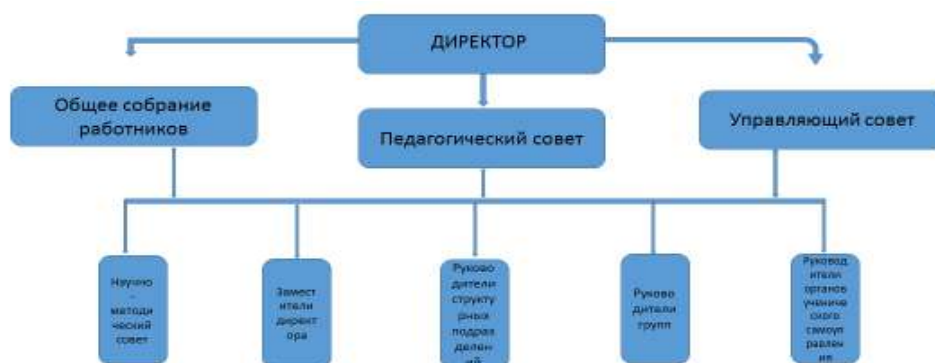 ДИРЕКТОР
Общее собрание
работников
Педагогический совет
Управляющий совет
Научно
-
методи
ческий
совет
Замест
ители
директ
ора
Руково
дители
структу
рных
подраз
делен
ий
Руково
дители
групп
Руковод
ители
органов
учениче
ского
самоуп
равлен
ия